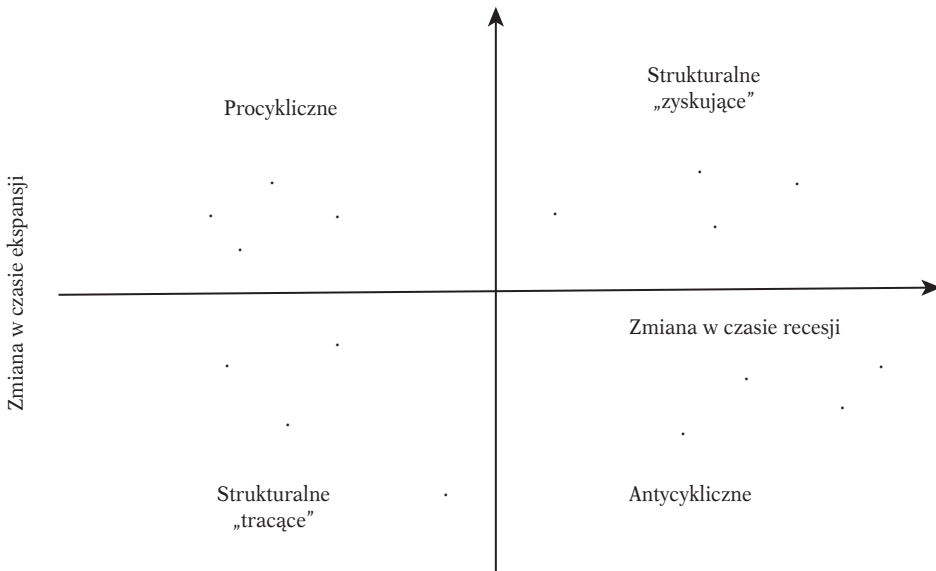 Strukturalne
„zyskujące”
Procykliczne
Zmiana w czasie ekspansji
Zmiana w czasie recesji
Strukturalne
„tracące”
Antycykliczne